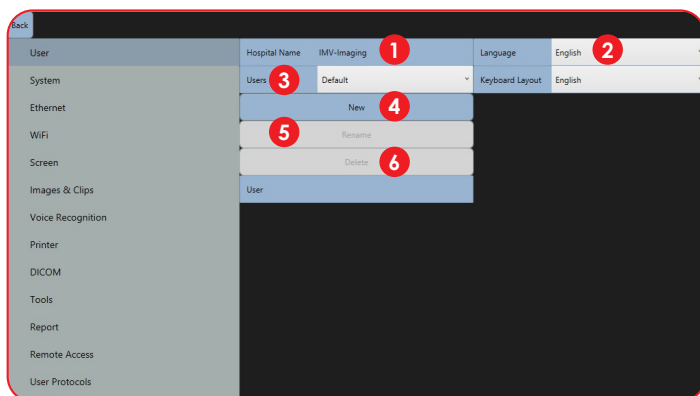 Back
User
System
Ethernet
WiFi
Screen
Images & Clips
Voice Recognition
Printer
DICOM
Tools
Report
Remote Access
User Protocols
Hospital Name IMV-Imaging 1 Language English 2
Users 3 Default Keyboard Layout English
New 4
5 Rename
Delete 6
User